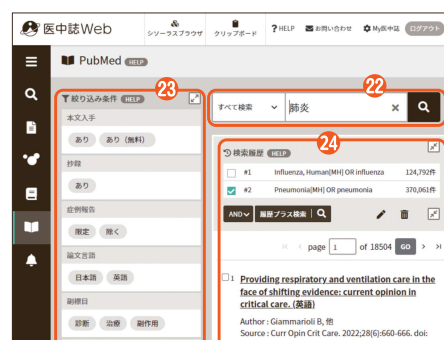 医中誌Web
シソーラスブラウザ
クリップボード
? HELP
お問い合わせ
My医中誌
ログアウト
PubMed HELP
23
22
絞り込み条件 HELP
本文入手
あり
あり（無料）
抄録
あり
症例報告
限定
除く
論文言語
日本語
英語
副標目
診断
治療
副作用
すべて検索
肺炎
24
検索履歴 HELP
#1 Influenza, Human[MH] OR influenza 124,792件
#2 Pneumonia[MH] OR pneumonia 370,061件
AND
履歴プラス検索
page 1 of 18504 GO
1 Providing respiratory and ventilation care in the
face of shifting evidence: current opinion in
critical care. (英語)
Author : Giammarioli B, 他
Source : Curr Opin Crit Care. 2022;28(6):660-666. doi: